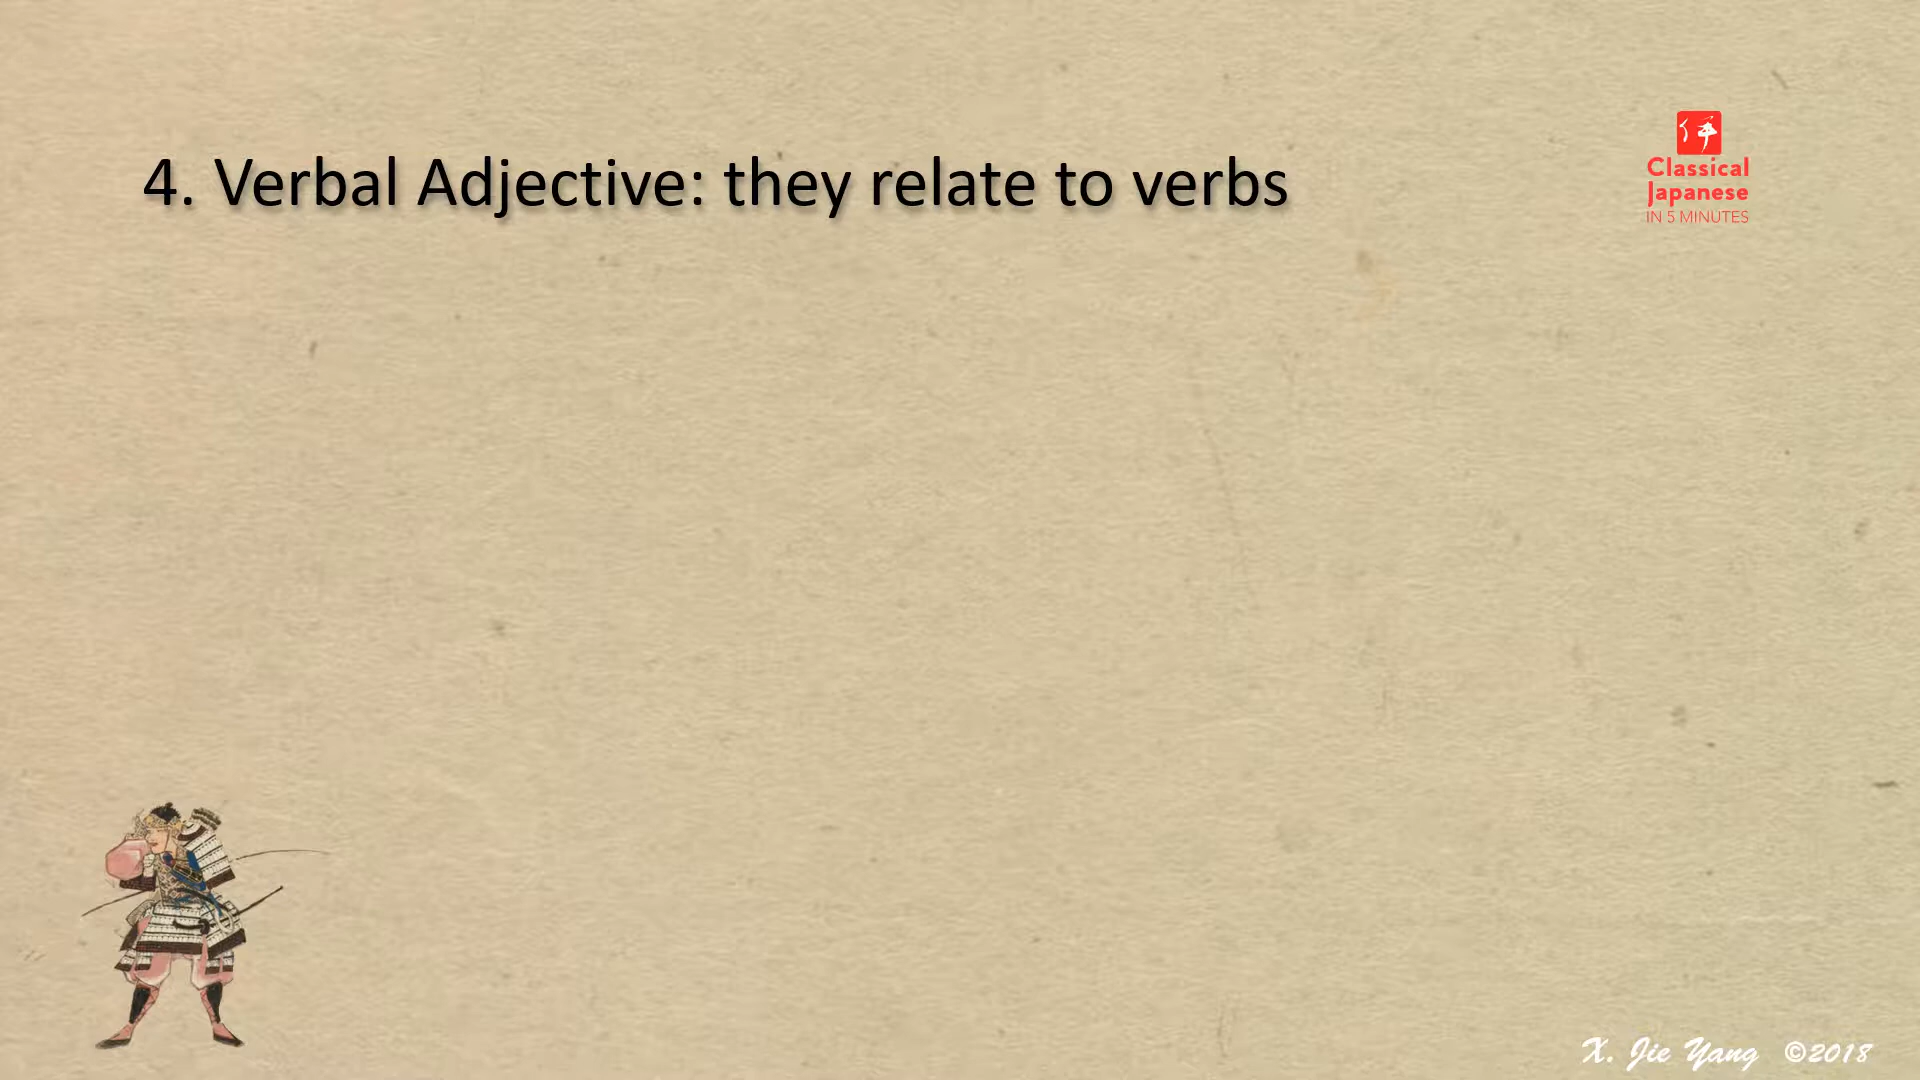 4. Verbal Adjective: they relate to verbs
Classical
Japanese
IN 5 MINUTES
X. Jie Yang ©2018